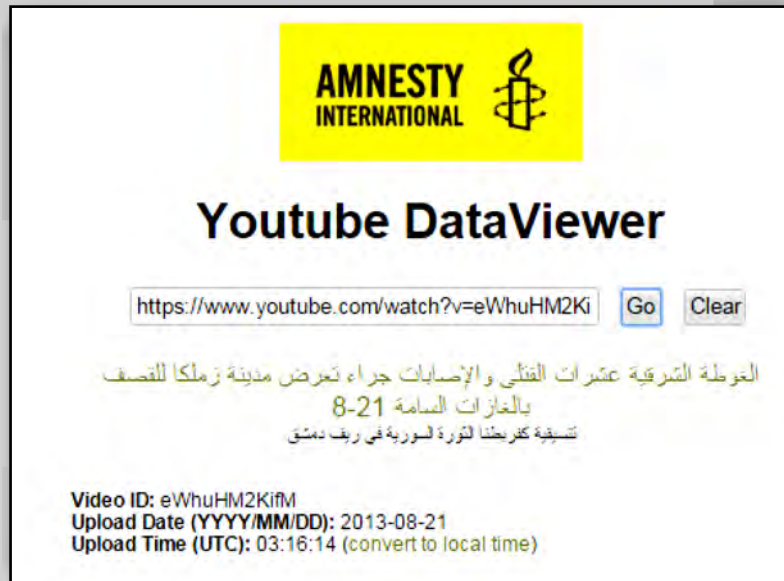 AMNESTY
INTERNATIONAL
Youtube DataViewer
https://www.youtube.com/watch?v=eWhuHM2Ki Go Clear
الغوطة الشرقية عشرات القتلى والإصابات جراء تعرض مدينة زملكا للقصف
بالغازات السامة 21-8
تنسيقية كفربطنا الثورة السورية في ريف دمشق
Video ID: eWhuHM2KifM
Upload Date (YYYY/MM/DD): 2013-08-21
Upload Time (UTC): 03:16:14 (convert to local time)